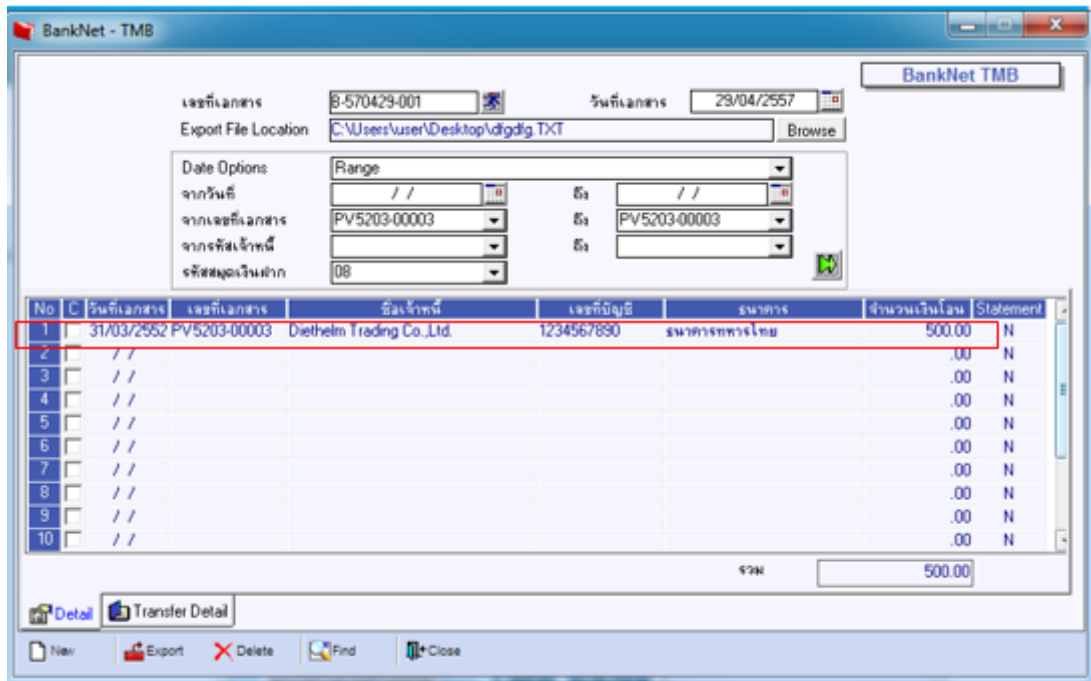 BankNet - TMB
BankNet TMB
เลขที่เอกสาร B-570429-001 วันที่เอกสาร 29/04/2557
Export File Location C:\Users\user\Desktop\dfgdfg.TXT Browse
Date Options Range
จากวันที่ / / ถึง / /
จากเลขที่เอกสาร PV5203-00003 ถึง PV5203-00003
จากรหัสเจ้าหนี้ ถึง
รหัสสมุดเงินฝาก 08
No C วันที่เอกสาร เลขที่เอกสาร ชื่อเจ้าหนี้ เลขที่บัญชี ธนาคาร จำนวนเงินโอน Statement
1 31/03/2552 PV5203-00003 Diethelm Trading Co.,Ltd. 1234567890 ธนาคารทหารไทย 500.00 N
2 / / .00 N
3 / / .00 N
4 / / .00 N
5 / / .00 N
6 / / .00 N
7 / / .00 N
8 / / .00 N
9 / / .00 N
10 / / .00 N
รวม 500.00
Detail Transfer Detail
New Export Delete Find Close